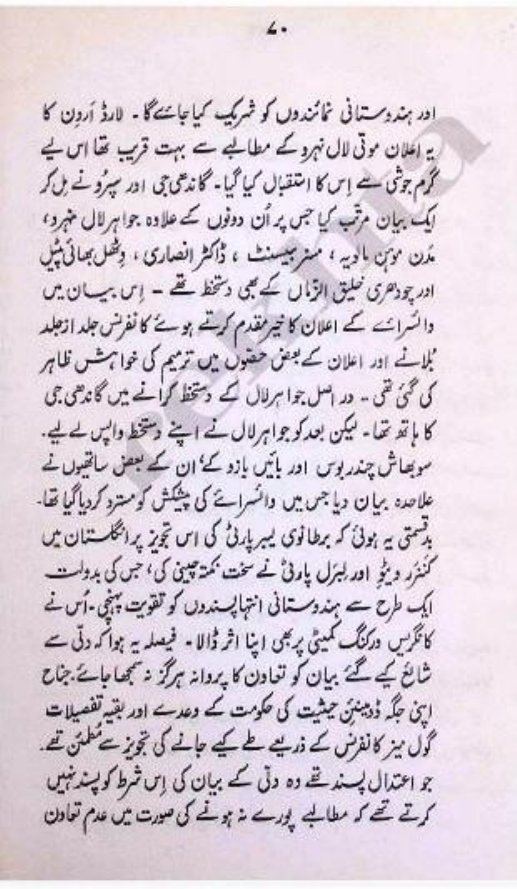 ۷۰
اور ہندوستانی نمائندوں کو شریک کیا جائے گا ۔ لارڈ اَرون کا
یہ اعلان موتی لال نہرو کے مطالبے سے بہت قریب تھا اس لیے
گرم جوشی سے اِس کا استقبال کیا گیا ۔ گاندھی جی اور سپرو نے مل کر
ایک بیان مرتب کیا جس پر اُن دونوں کے علاوہ جواہر لال نہرو ،
مدن موہن مالویہ ، مسز بیسنٹ ، ڈاکٹر انصاری ، وٹھل بھائی پٹیل
اور چودھری خلیق الزماں کے بھی دستخط تھے ۔ اِس بیان میں
وائسرائے کے اعلان کا خیر مقدم کرتے ہوئے کانفرنس جلد از جلد
بُلانے اور اعلان کے بعض حصّوں میں ترمیم کی خواہش ظاہر
کی گئی تھی ۔ در اصل جواہر لال کے دستخط کرانے میں گاندھی جی
کا ہاتھ تھا ۔ لیکن بعد کو جواہر لال نے اپنے دستخط واپس لے لیے ۔
سوبھاش چندر بوس اور بائیں بازو کے ان کے بعض ساتھیوں نے
علاحدہ بیان دیا جس میں وائسرائے کی پیشکش کو مسترد کر دیا گیا تھا ۔
بدقسمتی یہ ہوئی کہ برطانوی لیبر پارٹی کی اس تجویز پر انگلستان میں
کنزرویٹو اور لبرل پارٹی نے سخت نکتہ چینی کی ، جس کی بدولت
ایک طرح سے ہندوستانی انتہا پسندوں کو تقویت پہنچی ۔ اُس نے
کانگریس ورکنگ کمیٹی پر بھی اپنا اثر ڈالا ۔ فیصلہ یہ ہوا کہ دلّی سے
شائع کیے گئے بیان کو تعاون کا پروانہ ہرگز نہ سمجھا جائے ۔ جناح
اپنی جگہ ڈومینین حیثیت کی حکومت کے وعدے اور بقیہ تفصیلات
گول میز کانفرنس کے ذریعے طے کیے جانے کی تجویز سے مُطمئن تھے ۔
جو اعتدال پسند تھے وہ دلّی کے بیان کی اِس شرط کو پسند نہیں
کرتے تھے کہ مطالبے پورے نہ ہونے کی صورت میں عدم تعاون
rekhta